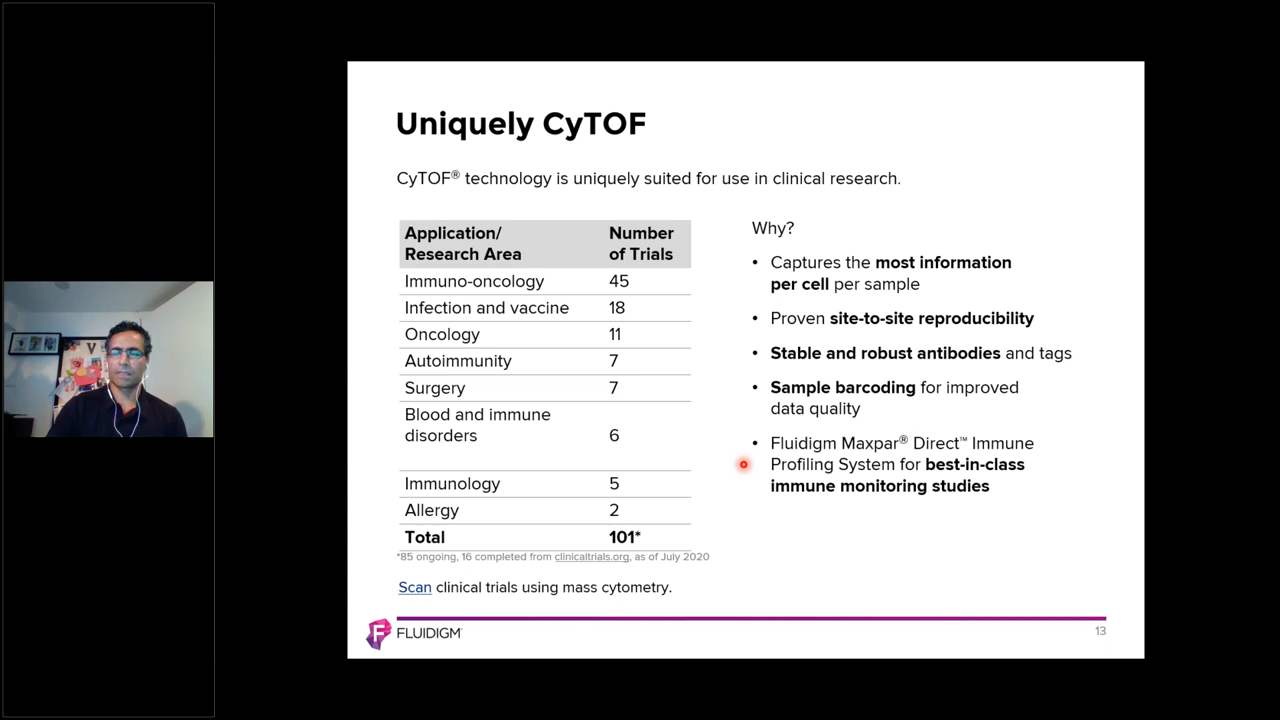 Uniquely CyTOF
CyTOF® technology is uniquely suited for use in clinical research.
Application/ Number
Research Area of Trials
Immuno-oncology 45
Infection and vaccine 18
Oncology 11
Autoimmunity 7
Surgery 7
Blood and immune
disorders 6
Immunology 5
Allergy 2
Total 101*
*85 ongoing, 16 completed from clinicaltrials.org, as of July 2020
Scan clinical trials using mass cytometry.
Why?
• Captures the most information
per cell per sample
• Proven site-to-site reproducibility
• Stable and robust antibodies and tags
• Sample barcoding for improved
data quality
• Fluidigm Maxpar® Direct™ Immune
Profiling System for best-in-class
immune monitoring studies
F FLUIDIGM
13
V